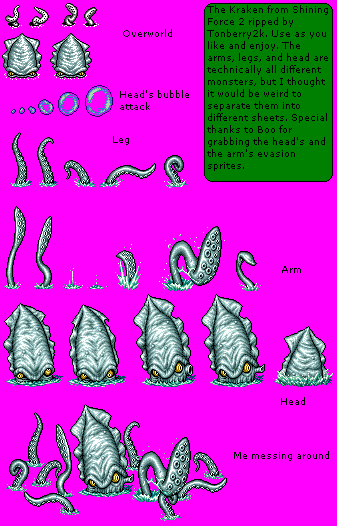 The Kraken from Shining
Force 2 ripped by
Tonberry2k. Use as you
like and enjoy. The
arms, legs, and head are
technically all different
monsters, but I thought
it would be weird to
separate them into
different sheets. Special
thanks to Boo for
grabbing the head's and
the arm's evasion
sprites.
Overworld
Head's bubble
attack
Leg
Arm
Head
Me messing around